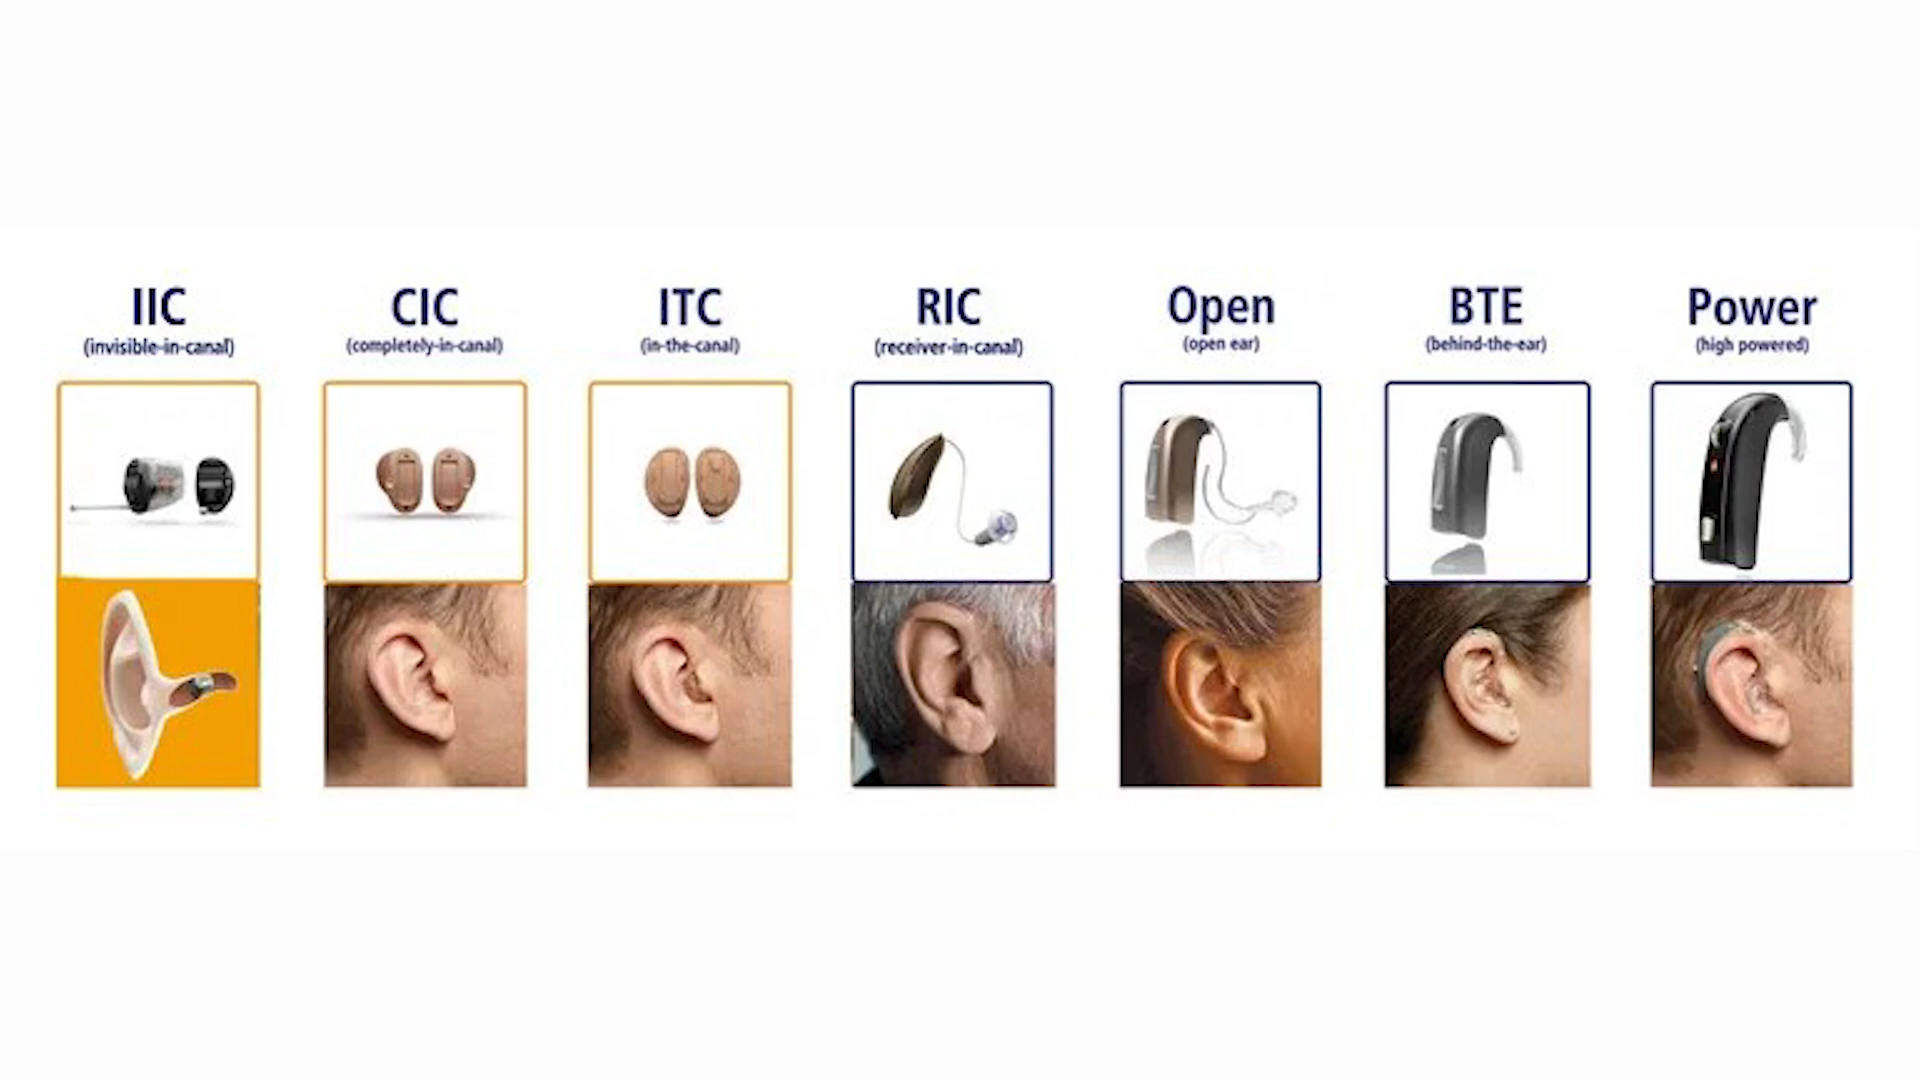 IIC
(invisible-in-canal)
CIC
(completely-in-canal)
ITC
(in-the-canal)
RIC
(receiver-in-canal)
Open
(open ear)
BTE
(behind-the-ear)
Power
(high powered)